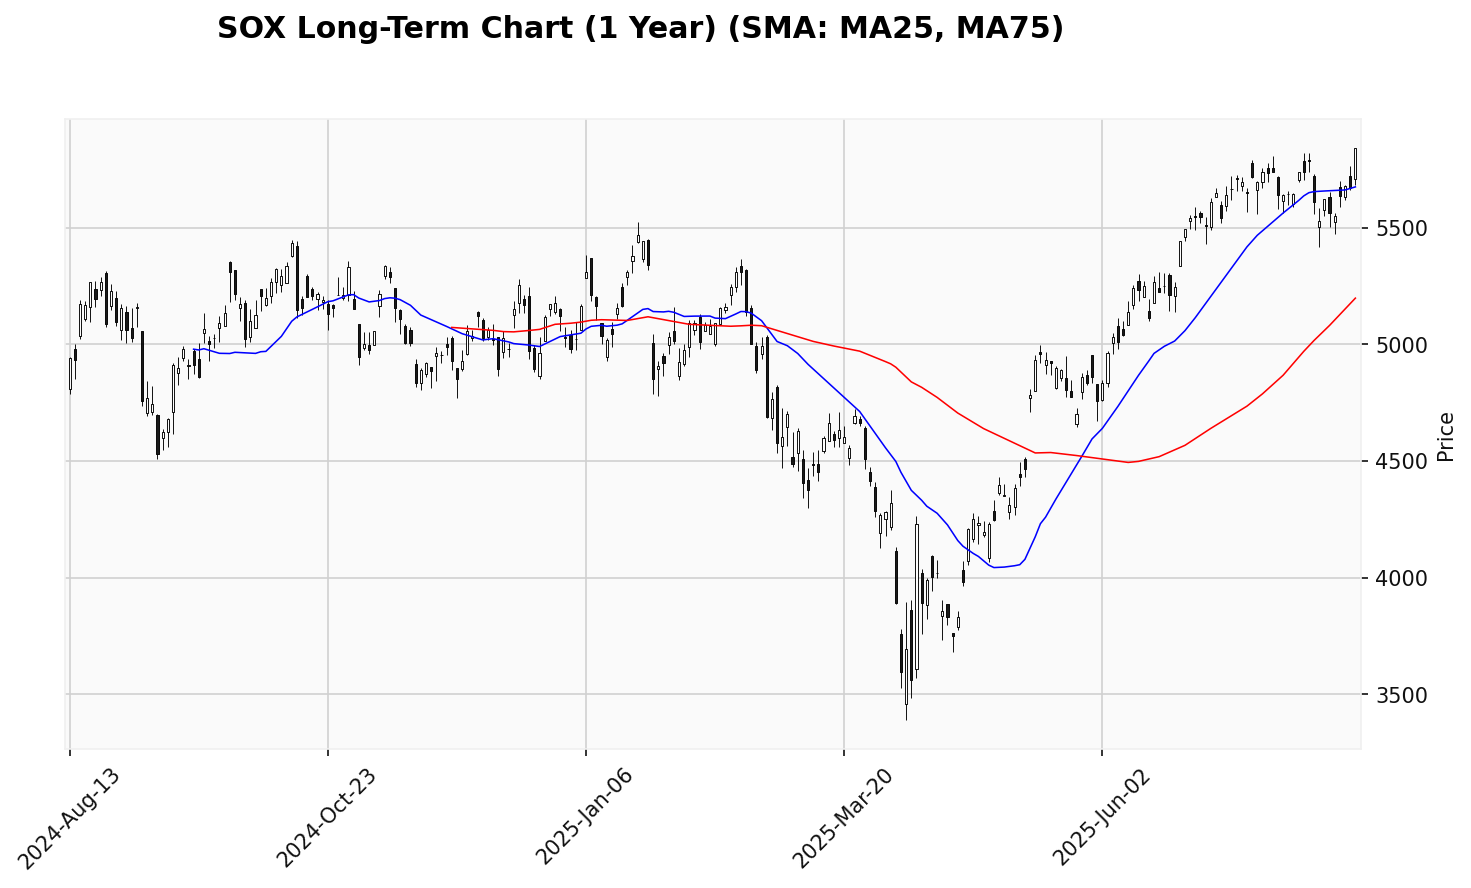 SOX Long-Term Chart (1 Year) (SMA: MA25, MA75)
5500
5000
4500
4000
3500
Price
2024-Aug-13
2024-Oct-23
2025-Jan-06
2025-Mar-20
2025-Jun-02